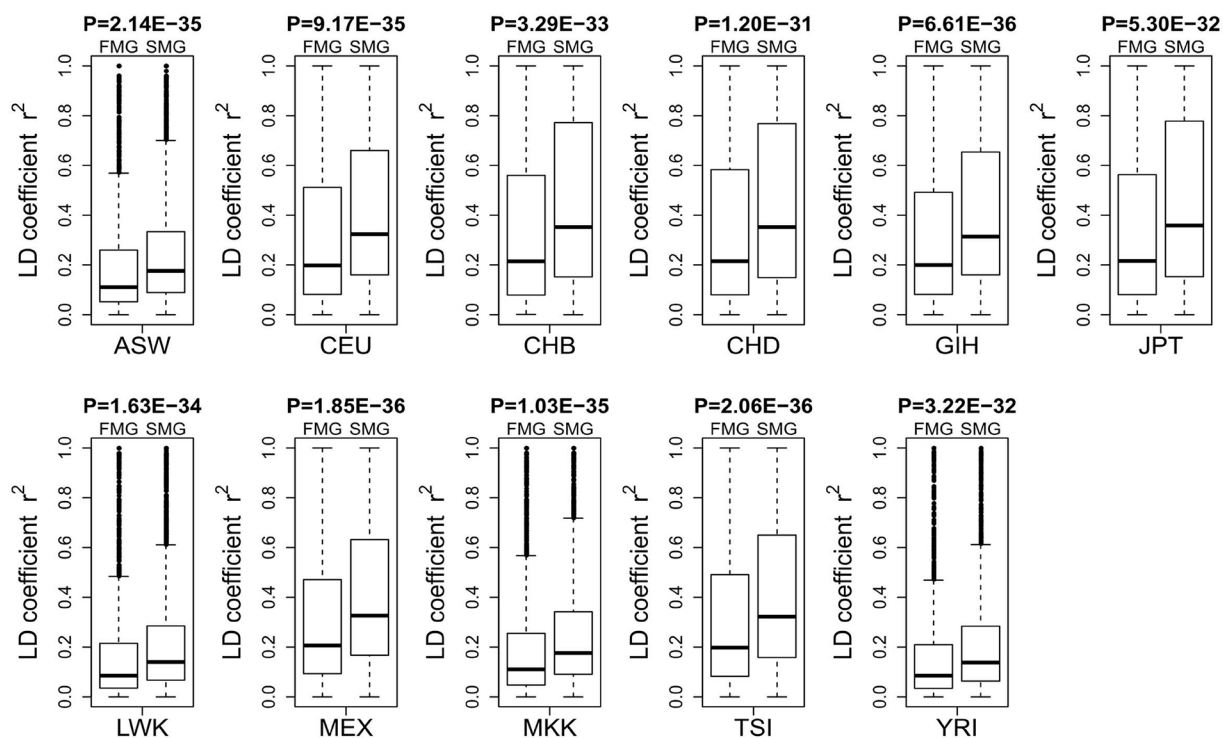 P=2.14E−35 P=9.17E−35 P=3.29E−33 P=1.20E−31 P=6.61E−36 P=5.30E−32
FMG SMG FMG SMG FMG SMG FMG SMG FMG SMG FMG SMG
LD coefficient r² LD coefficient r² LD coefficient r² LD coefficient r² LD coefficient r² LD coefficient r²
1.0 1.0 1.0 1.0 1.0 1.0
0.8 0.8 0.8 0.8 0.8 0.8
0.6 0.6 0.6 0.6 0.6 0.6
0.4 0.4 0.4 0.4 0.4 0.4
0.2 0.2 0.2 0.2 0.2 0.2
0.0 0.0 0.0 0.0 0.0 0.0
ASW CEU CHB CHD GIH JPT
P=1.63E−34 P=1.85E−36 P=1.03E−35 P=2.06E−36 P=3.22E−32
FMG SMG FMG SMG FMG SMG FMG SMG FMG SMG
LD coefficient r² LD coefficient r² LD coefficient r² LD coefficient r² LD coefficient r²
1.0 1.0 1.0 1.0 1.0
0.8 0.8 0.8 0.8 0.8
0.6 0.6 0.6 0.6 0.6
0.4 0.4 0.4 0.4 0.4
0.2 0.2 0.2 0.2 0.2
0.0 0.0 0.0 0.0 0.0
LWK MEX MKK TSI YRI